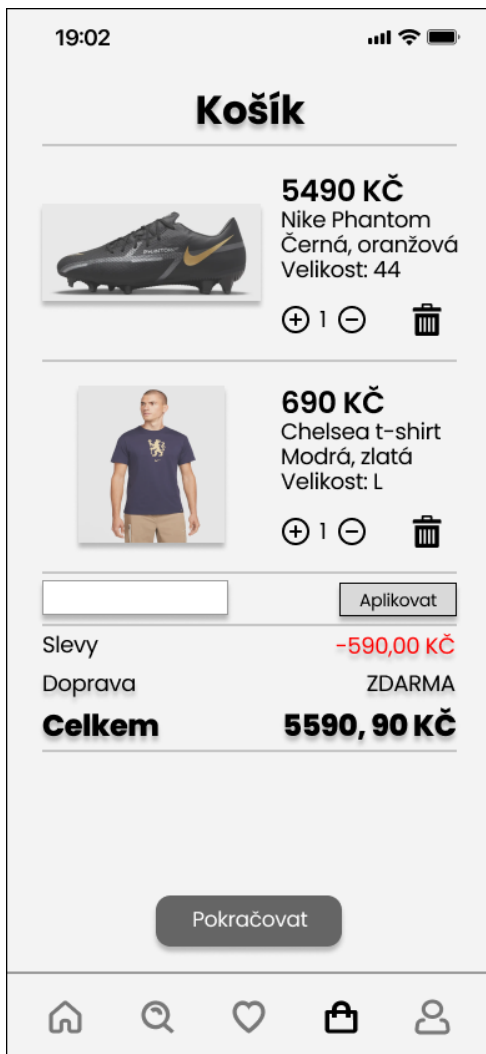 19:02
Košík
5490 KČ
Nike Phantom
Černá, oranžová
Velikost: 44
1
690 KČ
Chelsea t-shirt
Modrá, zlatá
Velikost: L
1
Aplikovat
Slevy -590,00 KČ
Doprava ZDARMA
Celkem 5590, 90 KČ
Pokračovat